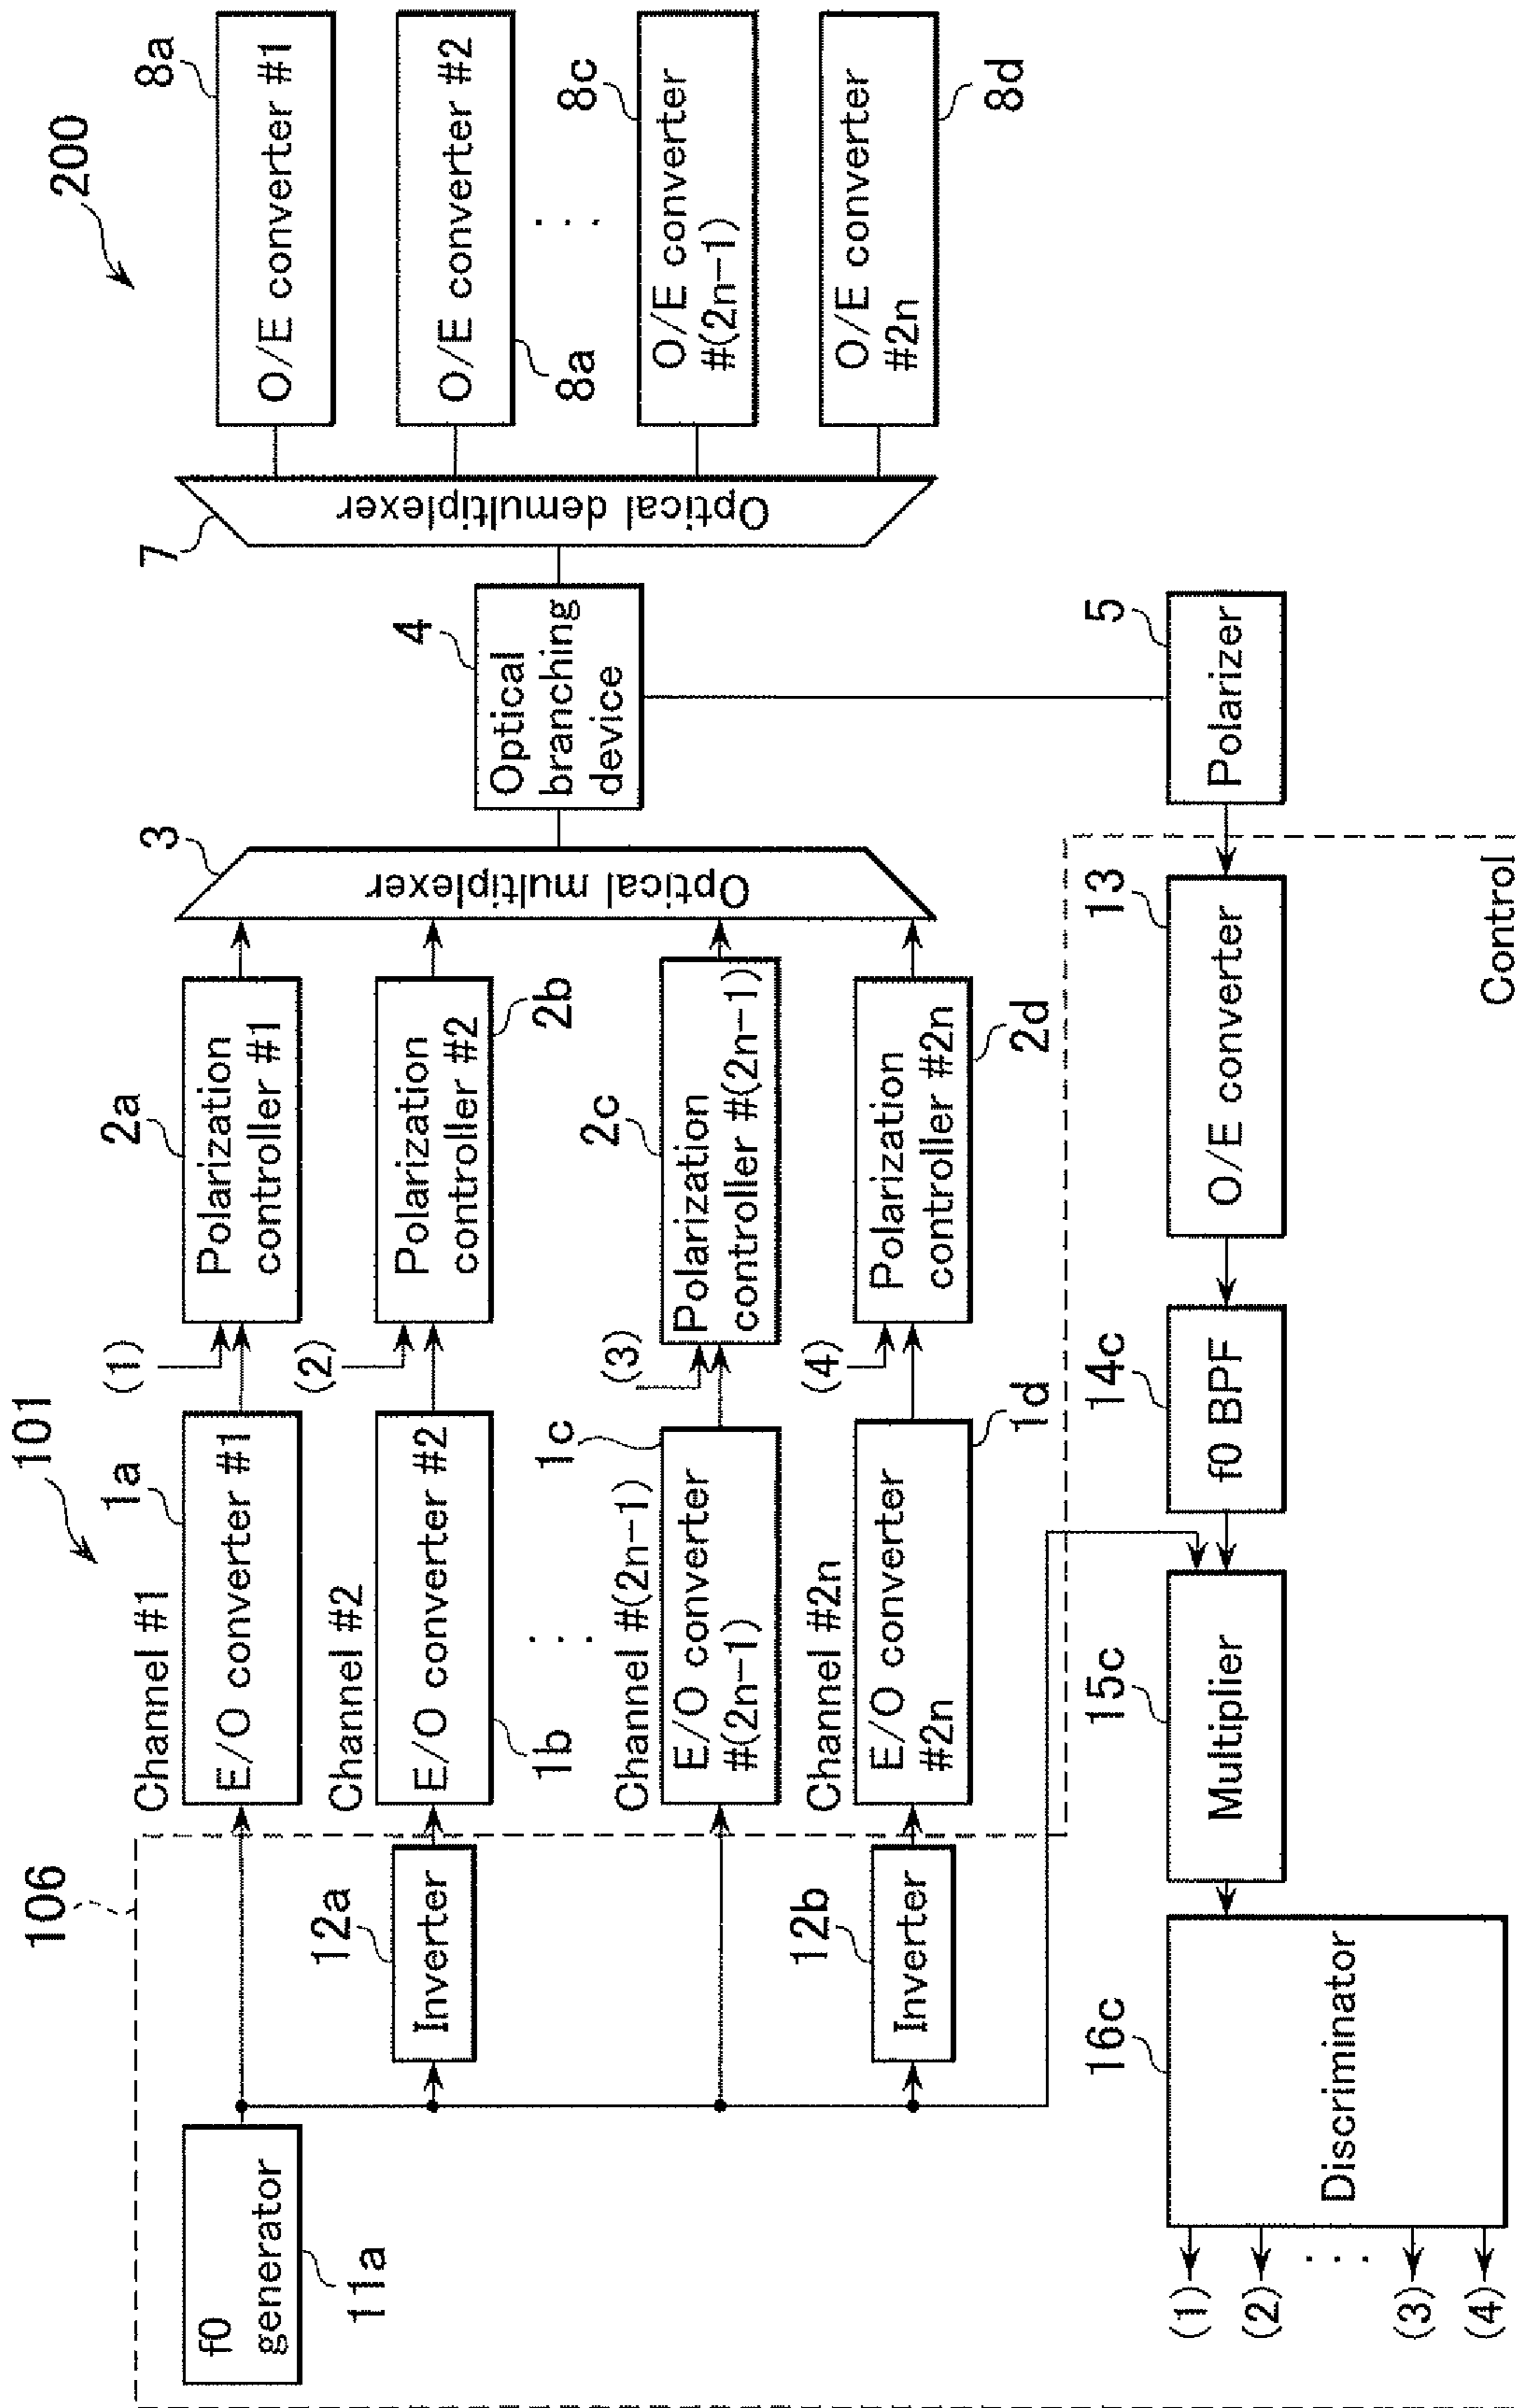 101
200
106
f0
generator
11a
Inverter
12a
Inverter
12b
Channel #1
E/O converter #1
1a
Channel #2
E/O converter #2
1b
. . .
Channel #(2n-1)
E/O converter
#(2n-1)
1c
Channel #2n
E/O converter
#2n
1d
(1)
Polarization
controller #1
2a
(2)
Polarization
controller #2
2b
(3)
Polarization
controller #(2n-1)
2c
(4)
Polarization
controller #2n
2d
Optical multiplexer
3
Optical
branching
device
4
Optical demultiplexer
7
O/E converter #1
8a
O/E converter #2
8a
. . .
O/E converter
#(2n-1)
8c
O/E converter
#2n
8d
Polarizer
5
O/E converter
13
f0 BPF
14c
Multiplier
15c
Discriminator
16c
(1)
(2)
. . .
(3)
(4)
Control